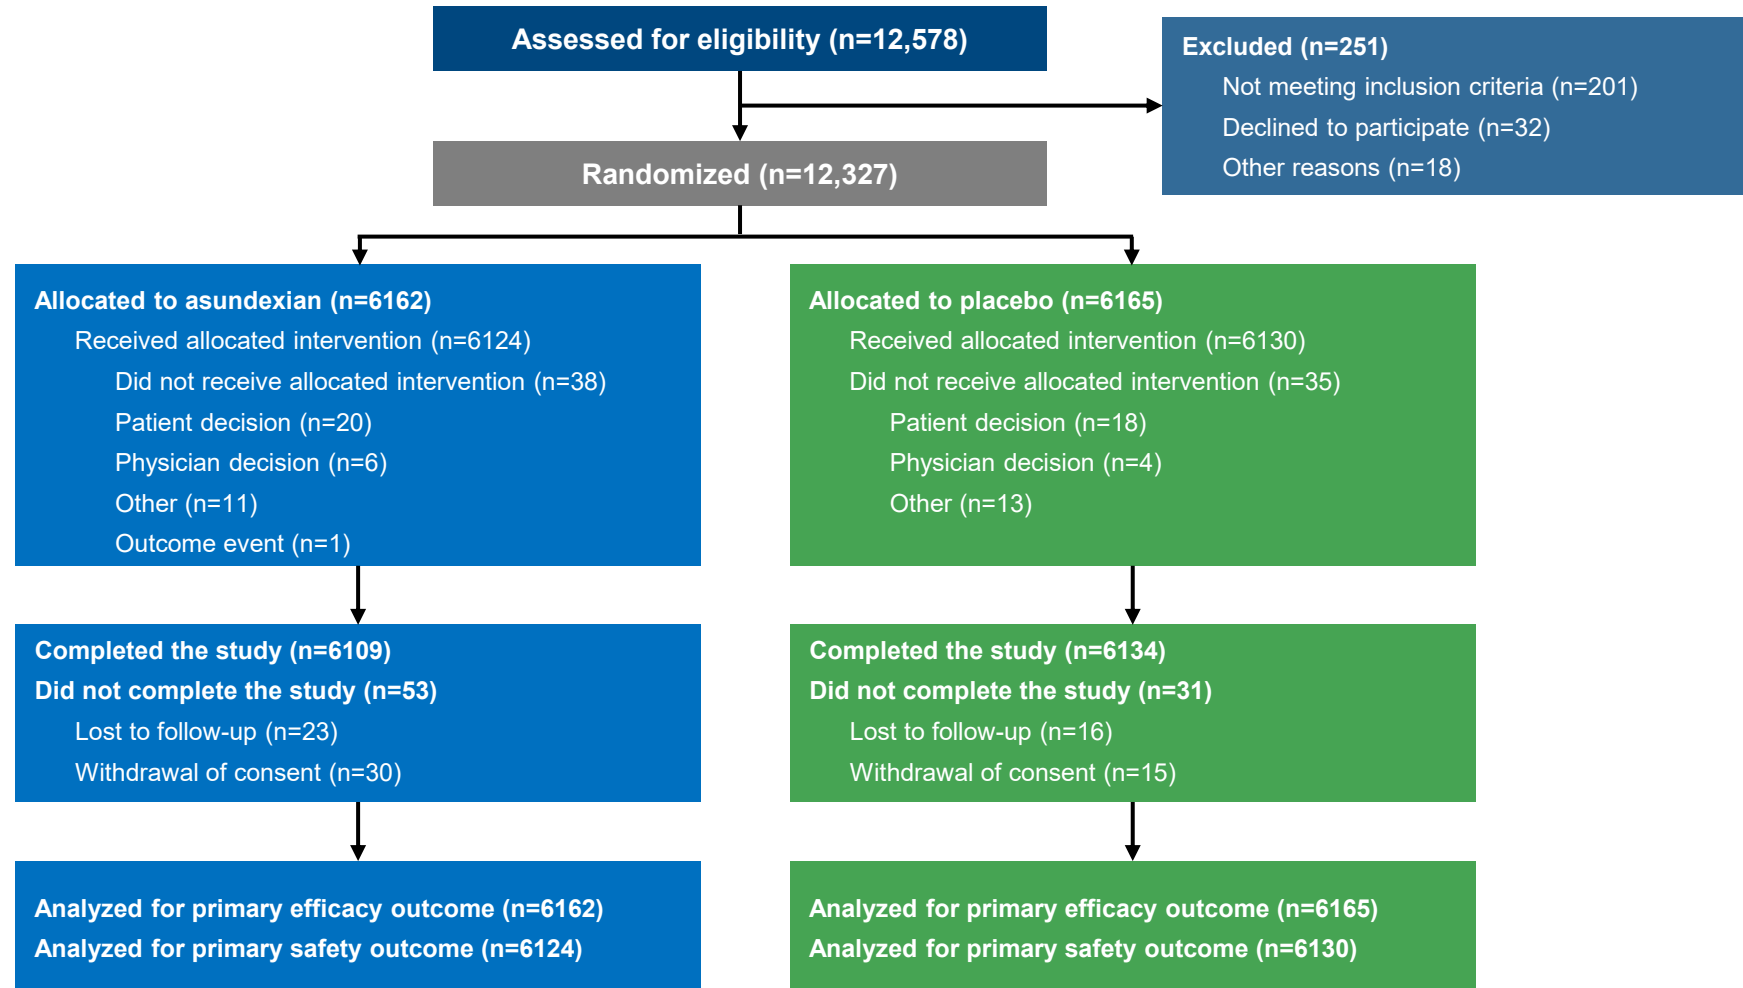 Assessed for eligibility (n=12,578)
Excluded (n=251)
Not meeting inclusion criteria (n=201)
Declined to participate (n=32)
Other reasons (n=18)
Randomized (n=12,327)
Allocated to asundexian (n=6162)
Received allocated intervention (n=6124)
Did not receive allocated intervention (n=38)
Patient decision (n=20)
Physician decision (n=6)
Other (n=11)
Outcome event (n=1)
Allocated to placebo (n=6165)
Received allocated intervention (n=6130)
Did not receive allocated intervention (n=35)
Patient decision (n=18)
Physician decision (n=4)
Other (n=13)
Completed the study (n=6109)
Did not complete the study (n=53)
Lost to follow-up (n=23)
Withdrawal of consent (n=30)
Completed the study (n=6134)
Did not complete the study (n=31)
Lost to follow-up (n=16)
Withdrawal of consent (n=15)
Analyzed for primary efficacy outcome (n=6162)
Analyzed for primary safety outcome (n=6124)
Analyzed for primary efficacy outcome (n=6165)
Analyzed for primary safety outcome (n=6130)